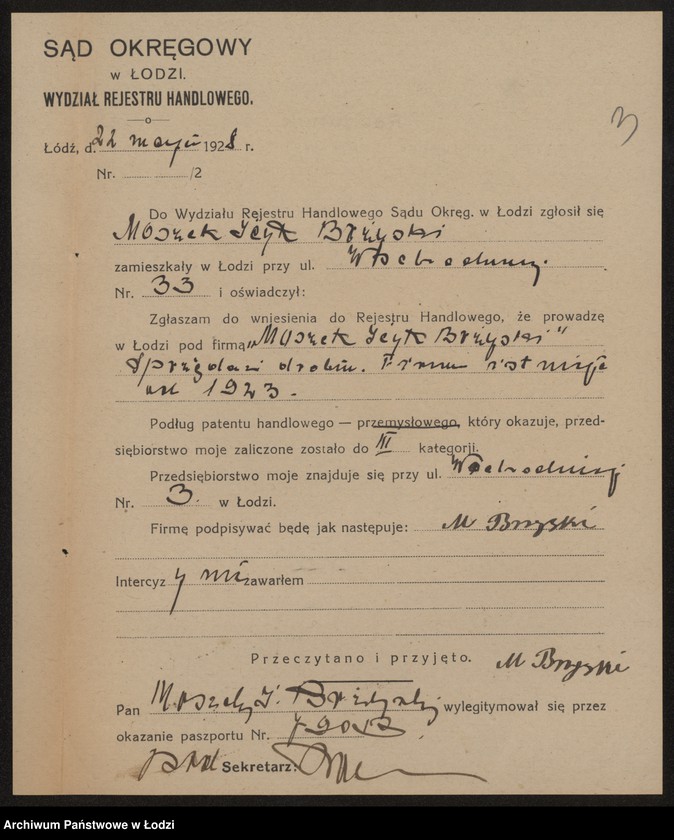 SĄD OKRĘGOWY
w ŁODZI.
WYDZIAŁ REJESTRU HANDLOWEGO.
3
Łódź, d. 22 maja 1928 r.
Nr. /2
Do Wydziału Rejestru Handlowego Sądu Okręg. w Łodzi zgłosił się
Moszek Icyk Brzyski
zamieszkały w Łodzi przy ul. Wschodniej
Nr. 33 i oświadczył:
Zgłaszam do wniesienia do Rejestru Handlowego, że prowadzę
w Łodzi pod firmą „Moszek Icyk Brzyski"
Sprzedaż drobiu. Firma istnieje
od 1923.
Podług patentu handlowego — przemysłowego, który okazuje, przed-
siębiorstwo moje zaliczone zostało do III kategorji.
Przedsiębiorstwo moje znajduje się przy ul. Wschodniej
Nr. 3. w Łodzi.
Firmę podpisywać będę jak następuje: M Brzyski
Intercyzy nie zawarłem
Przeczytano i przyjęto. M Brzyski
Pan Moszek I. Brzyski wylegitymował się przez
okazanie paszportu Nr.
Sekretarz:
Archiwum Państwowe w Łodzi